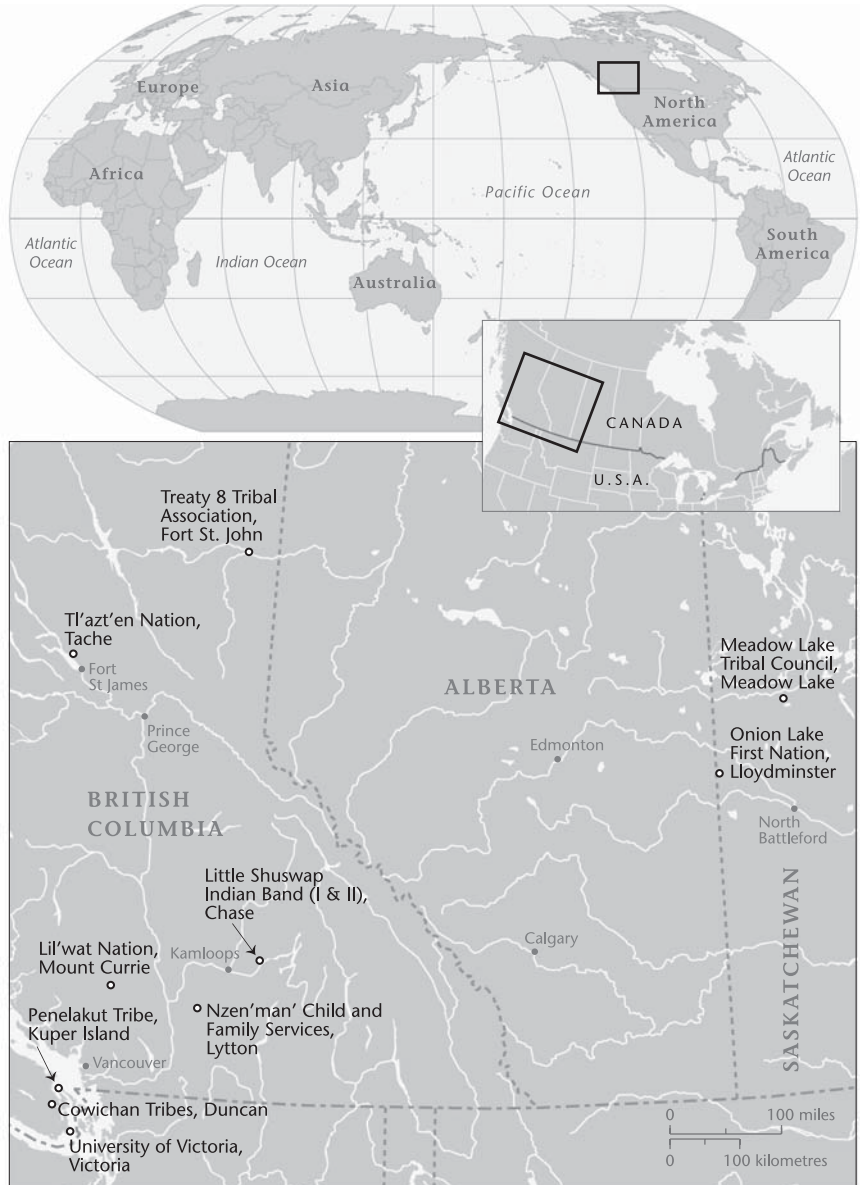 Europe
Asia
North
America
Atlantic
Ocean
Africa
Pacific Ocean
Atlantic
Ocean
Indian Ocean
South
America
Australia
CANADA
U.S.A.
Treaty 8 Tribal
Association,
Fort St. John
Tl'azt'en Nation,
Tache
Fort
St James
Prince
George
ALBERTA
Meadow Lake
Tribal Council,
Meadow Lake
Onion Lake
First Nation,
Lloydminster
Edmonton
North
Battleford
BRITISH
COLUMBIA
Little Shuswap
Indian Band (I & II),
Chase
Lil'wat Nation,
Mount Currie
Kamloops
Calgary
SASKATCHEWAN
Penelakut Tribe,
Kuper Island
Nzen'man' Child and
Family Services,
Lytton
Vancouver
Cowichan Tribes, Duncan
University of Victoria,
Victoria
0 100 miles
0 100 kilometres